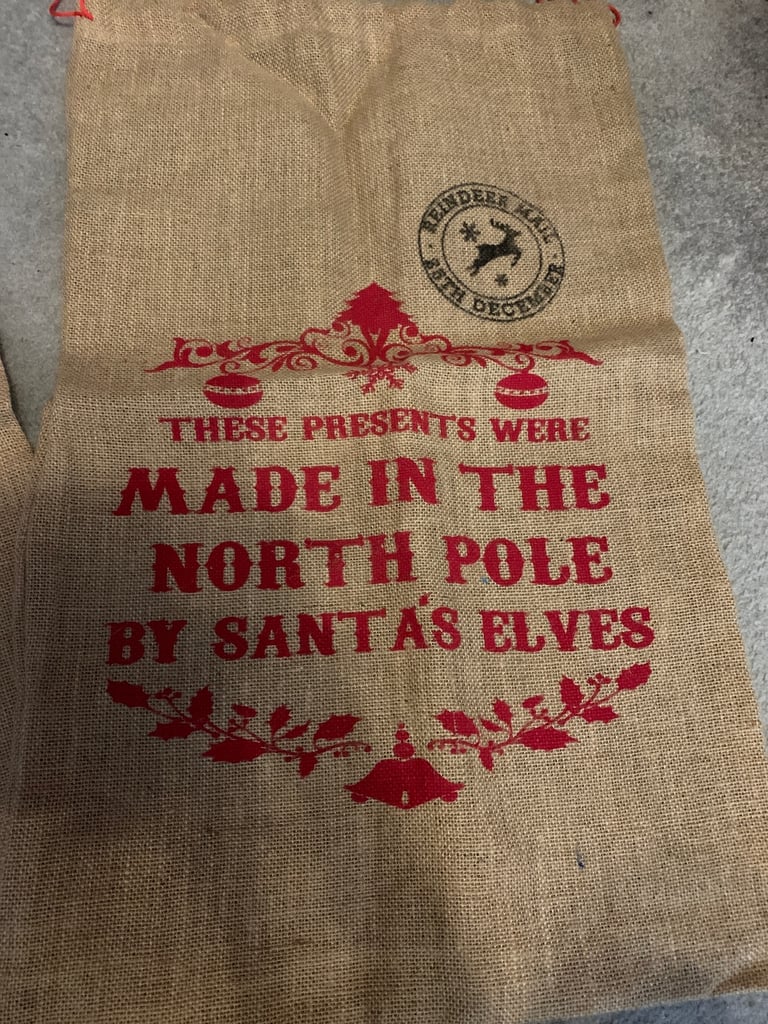 REINDEER MAIL
25TH DECEMBER
THESE PRESENTS WERE
MADE IN THE
NORTH POLE
BY SANTA'S ELVES